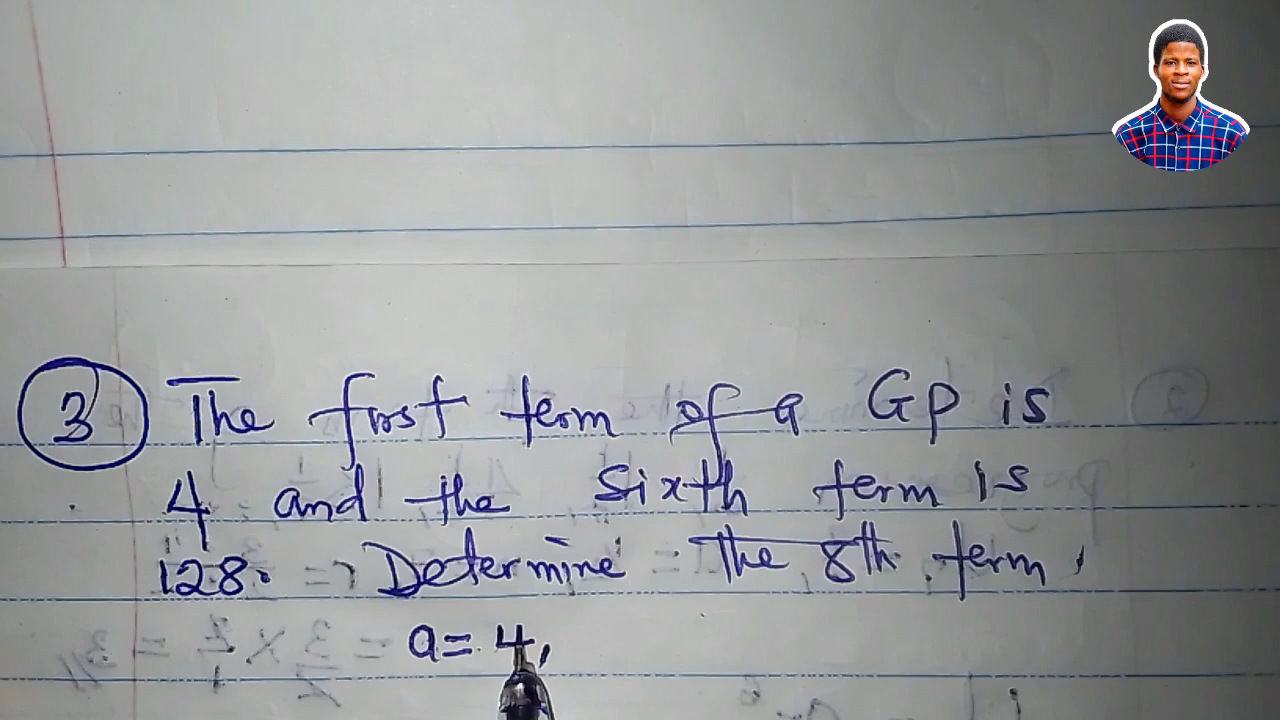 3 The first term of a GP is
4 and the sixth term is
128. Determine the 8th term,
a = 4,